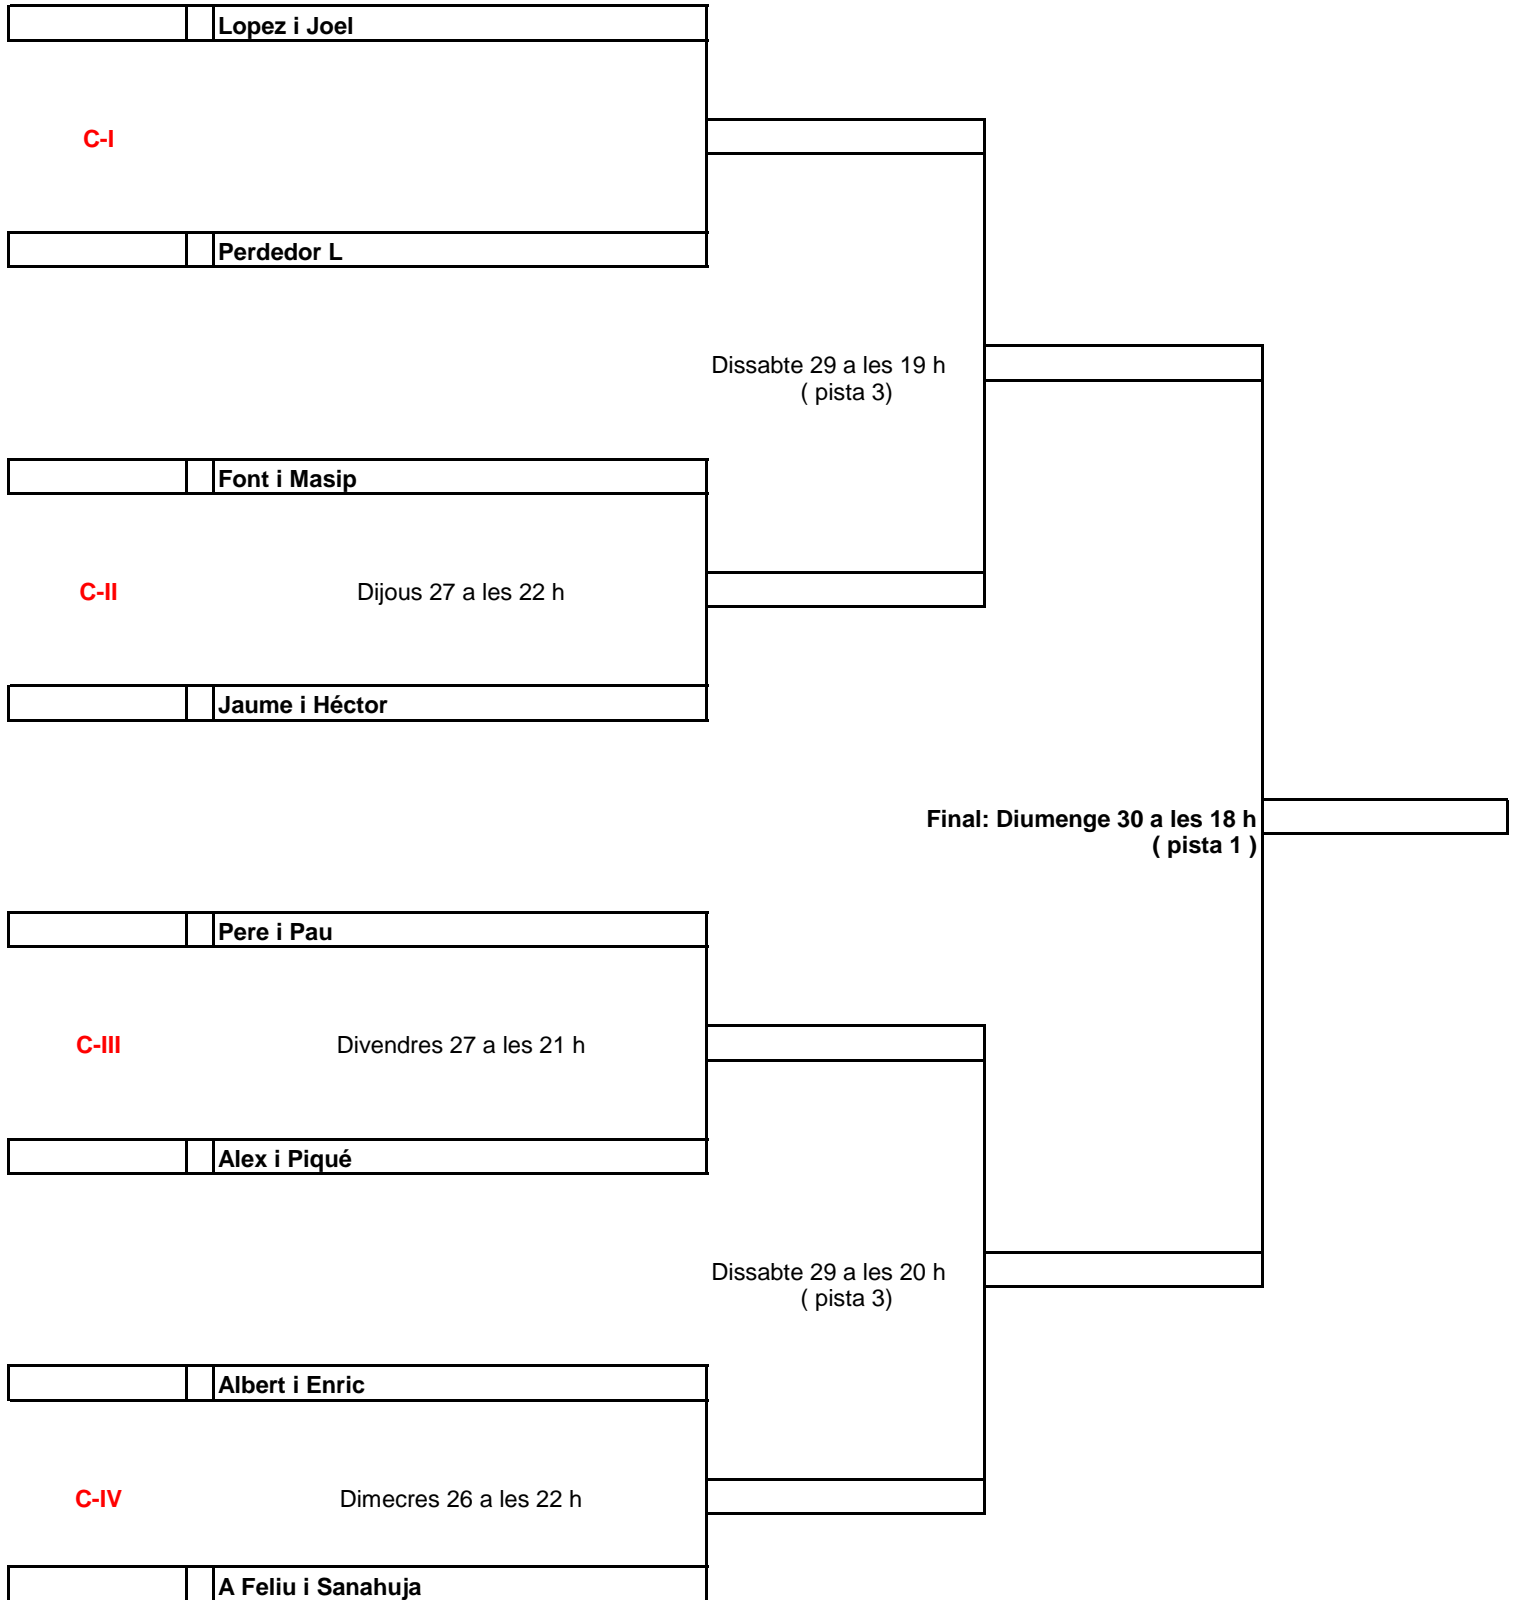 Lopez i Joel
C-I
Perdedor L
Dissabte 29 a les 19 h
( pista 3)
Font i Masip
C-II
Dijous 27 a les 22 h
Jaume i Héctor
Final: Diumenge 30 a les 18 h
( pista 1 )
Pere i Pau
C-III
Divendres 27 a les 21 h
Alex i Piqué
Dissabte 29 a les 20 h
( pista 3)
Albert i Enric
C-IV
Dimecres 26 a les 22 h
A Feliu i Sanahuja